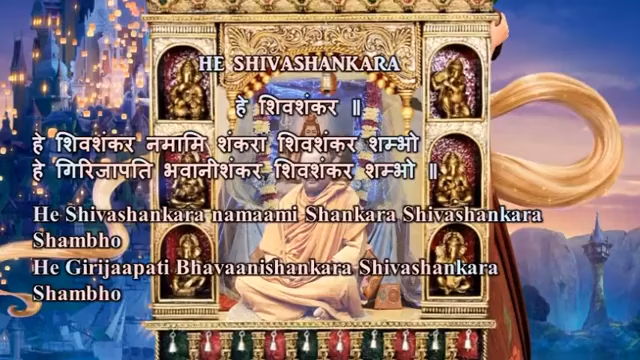 HE SHIVASHANKARA
हे शिवशंकर ॥
हे शिवशंकर नमामि शंकरा शिवशंकर शम्भो
हे गिरिजापति भवानीशंकर शिवशंकर शम्भो ॥
He Shivashankara namaami Shankara Shivashankara
Shambho
He Girijaapati Bhavaanishankara Shivashankara
Shambho